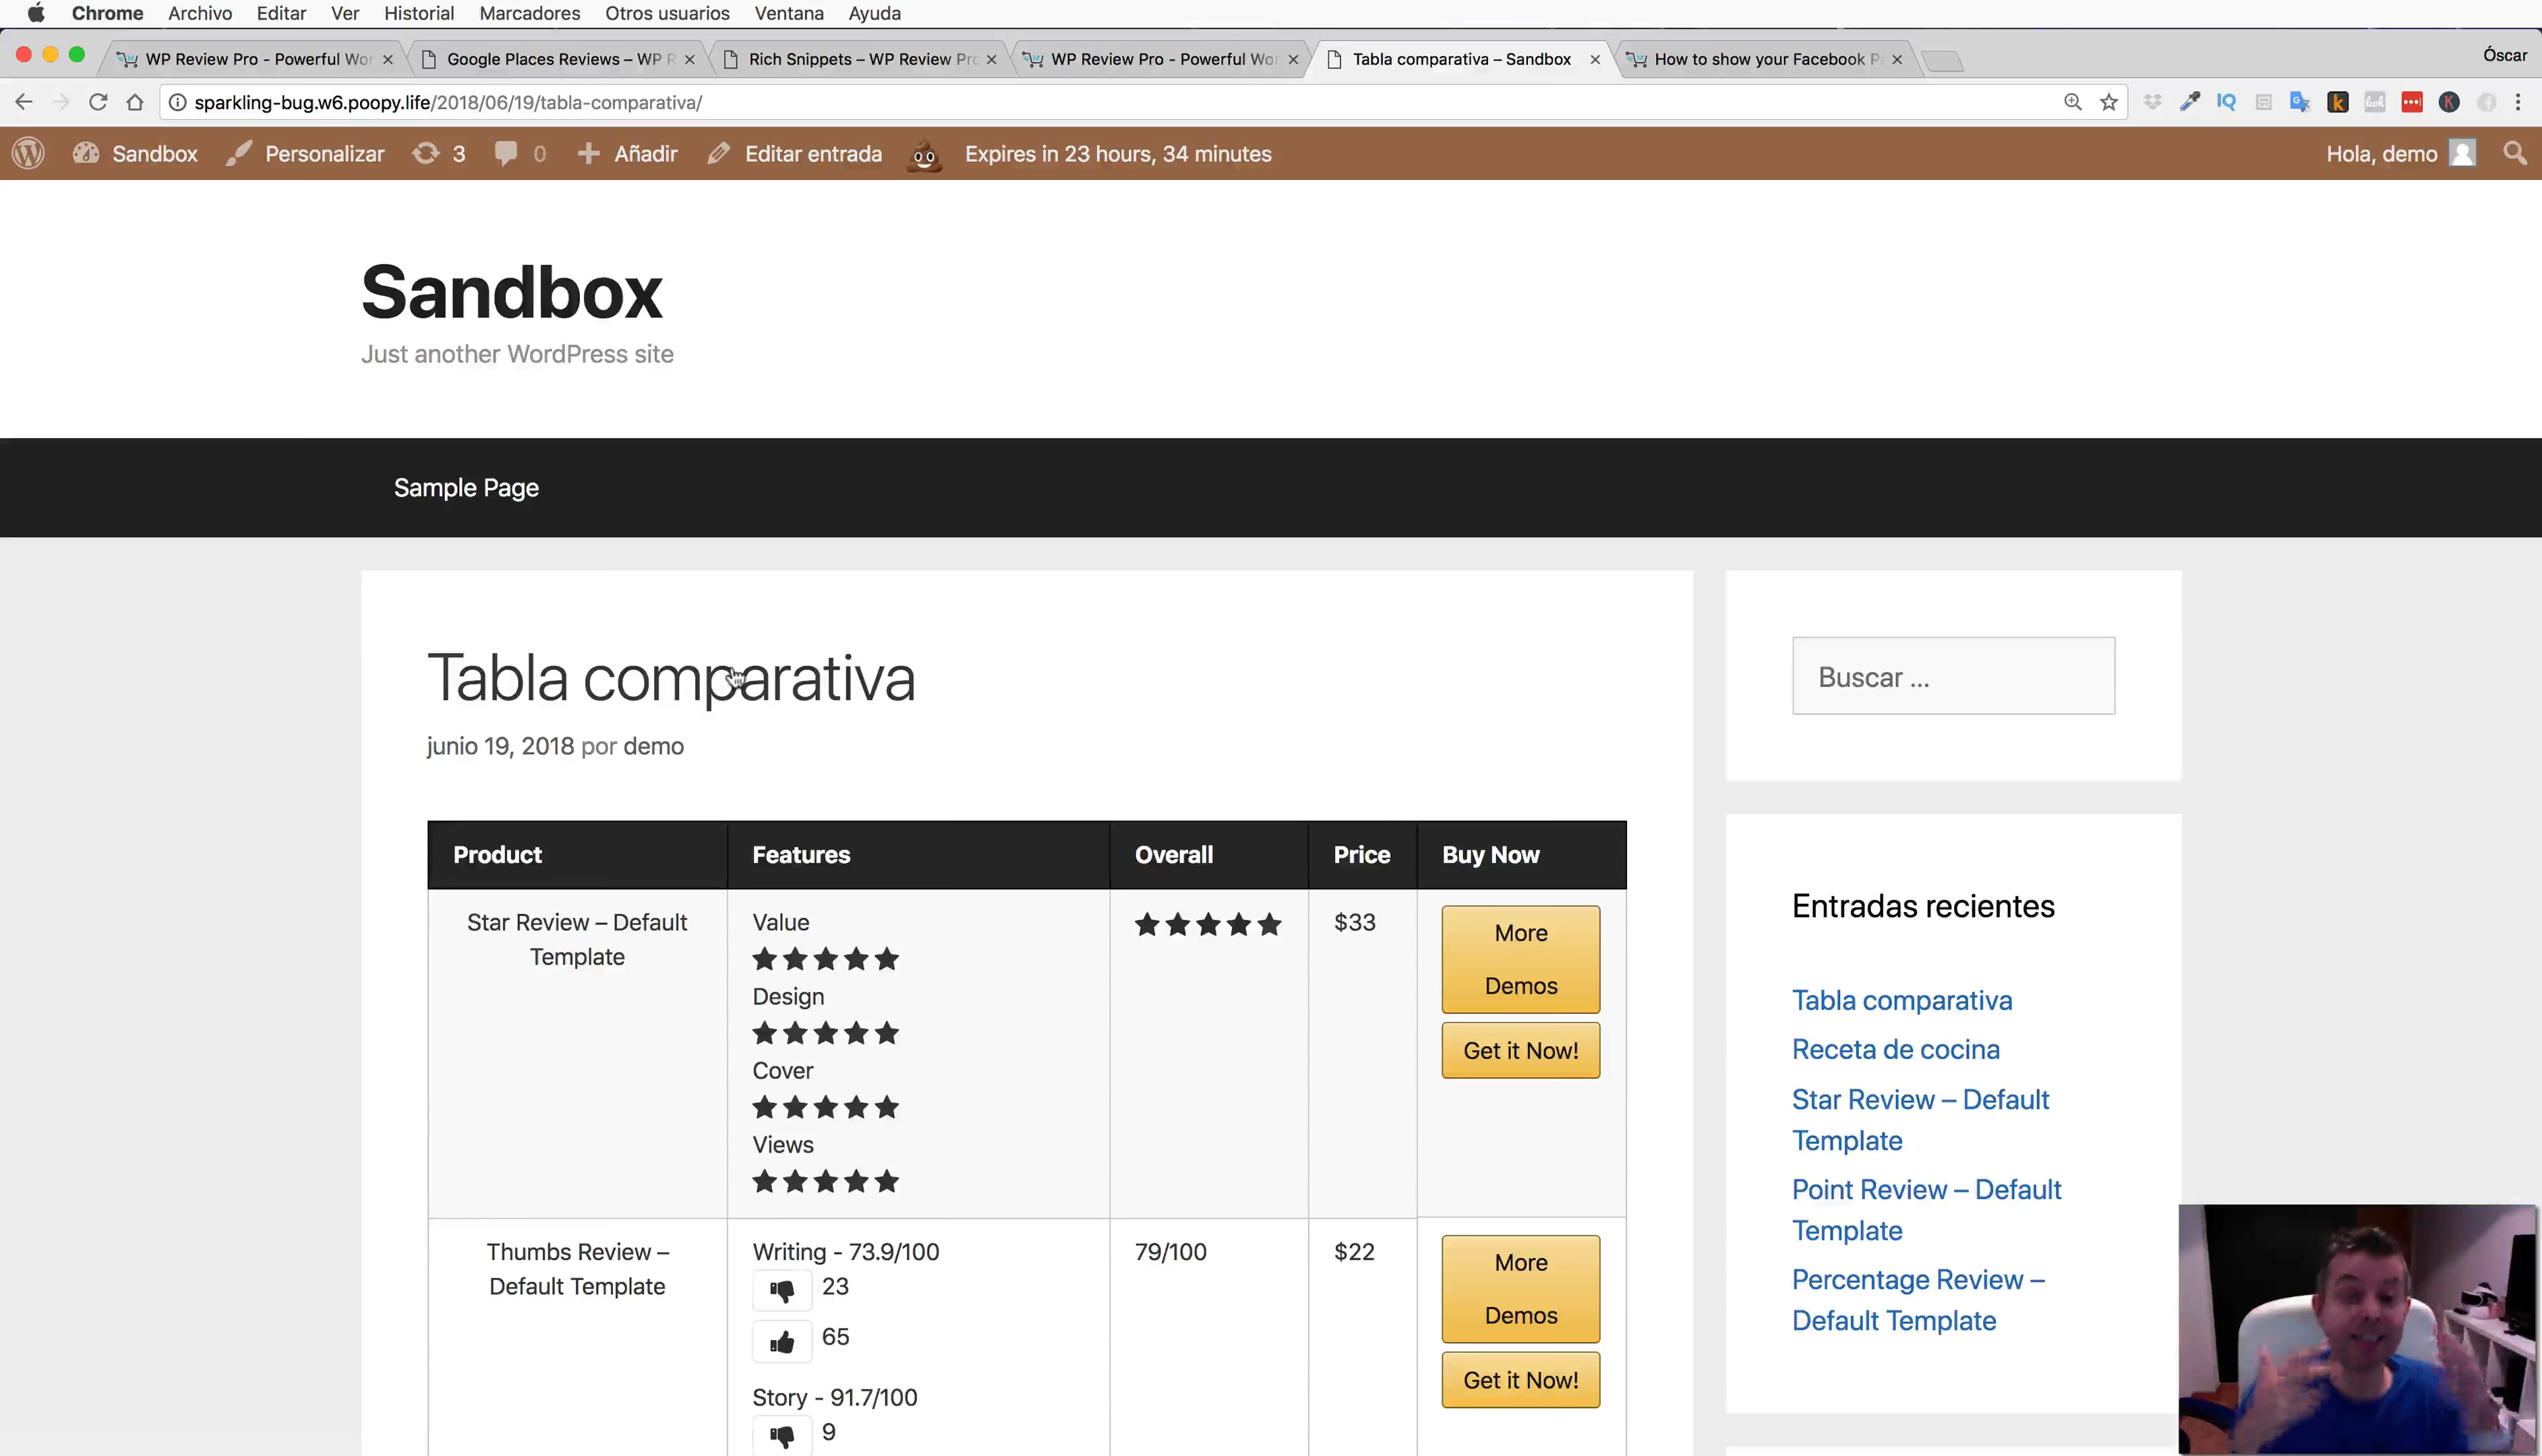 Chrome Archivo Editar Ver Historial Marcadores Otros usuarios Ventana Ayuda
WP Review Pro - Powerful Wor
Google Places Reviews – WP R
Rich Snippets – WP Review Pro
WP Review Pro - Powerful Wor
Tabla comparativa – Sandbox
How to show your Facebook P
Óscar
sparkling-bug.w6.poopy.life/2018/06/19/tabla-comparativa/
Sandbox Personalizar 3 0 Añadir Editar entrada Expires in 23 hours, 34 minutes Hola, demo
Sandbox
Just another WordPress site
Sample Page
Tabla comparativa
junio 19, 2018 por demo
Product Features Overall Price Buy Now
Star Review – Default
Template
Value
Design
Cover
Views
$33
More
Demos
Get it Now!
Thumbs Review –
Default Template
Writing - 73.9/100
23
65
Story - 91.7/100
9
79/100
$22
More
Demos
Get it Now!
Buscar ...
Entradas recientes
Tabla comparativa
Receta de cocina
Star Review – Default
Template
Point Review – Default
Template
Percentage Review –
Default Template